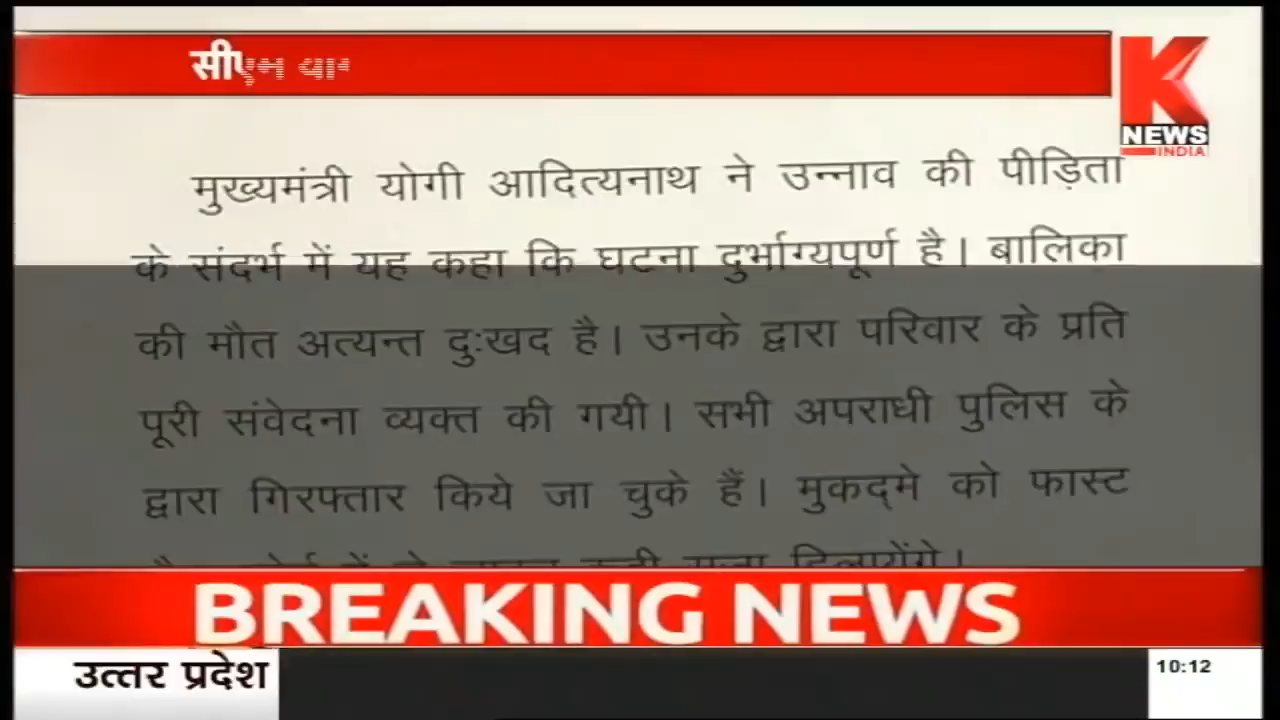 सीएम
K
NEWS
INDIA
मुख्यमंत्री योगी आदित्यनाथ ने उन्नाव की पीड़िता
के संदर्भ में यह कहा कि घटना दुर्भाग्यपूर्ण है। बालिका
की मौत अत्यन्त दुःखद है। उनके द्वारा परिवार के प्रति
पूरी संवेदना व्यक्त की गयी। सभी अपराधी पुलिस के
द्वारा गिरफ्तार किये जा चुके हैं। मुकद्मे को फास्ट
दिलायेंगे।
BREAKING NEWS
उत्तर प्रदेश
10:12